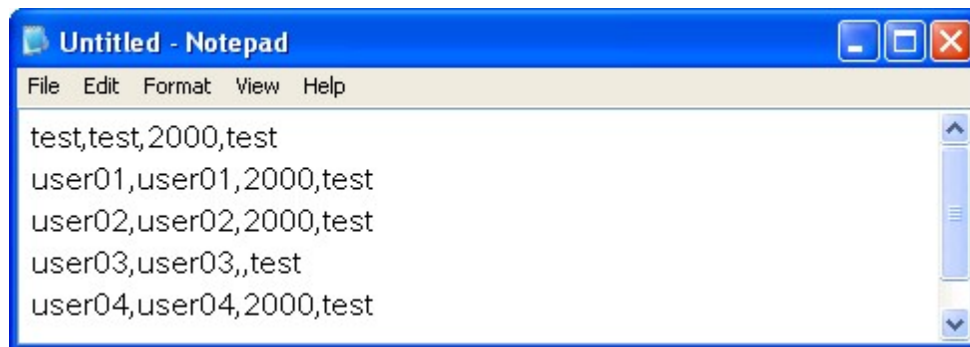 Untitled - Notepad
File Edit Format View Help
test,test,2000,test
user01,user01,2000,test
user02,user02,2000,test
user03,user03,,test
user04,user04,2000,test